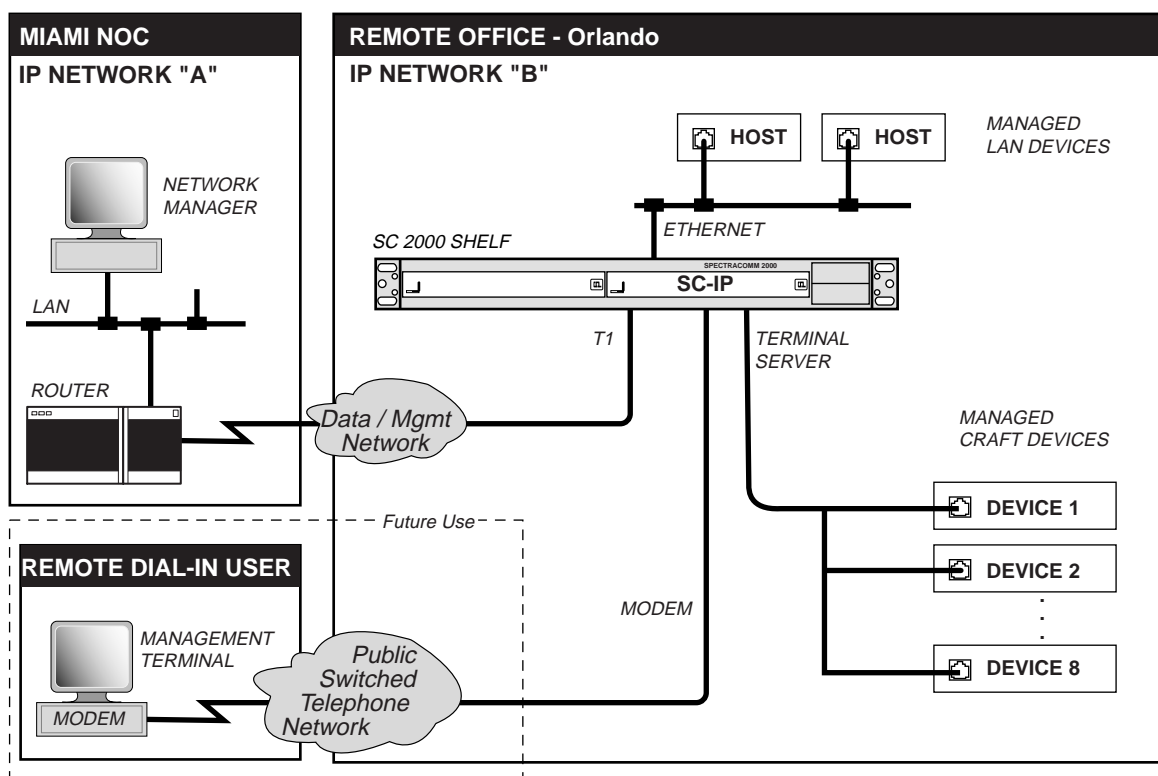 MIAMI NOC
IP NETWORK "A"
NETWORK
MANAGER
LAN
ROUTER
REMOTE OFFICE - Orlando
IP NETWORK "B"
HOST
HOST
MANAGED
LAN DEVICES
ETHERNET
SC 2000 SHELF
SPECTRACOMM 2000
SC-IP
T1
TERMINAL
SERVER
Data / Mgmt
Network
MANAGED
CRAFT DEVICES
DEVICE 1
DEVICE 2
.
.
.
DEVICE 8
MODEM
Future Use
REMOTE DIAL-IN USER
MANAGEMENT
TERMINAL
MODEM
Public
Switched
Telephone
Network